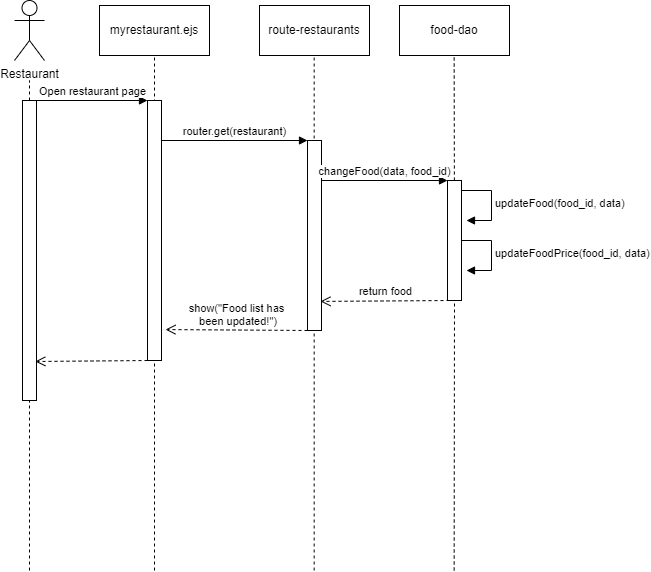 myrestaurant.ejs
route-restaurants
food-dao
Restaurant
Open restaurant page
router.get(restaurant)
changeFood(data, food_id)
updateFood(food_id, data)
updateFoodPrice(food_id, data)
return food
show("Food list has
been updated!")